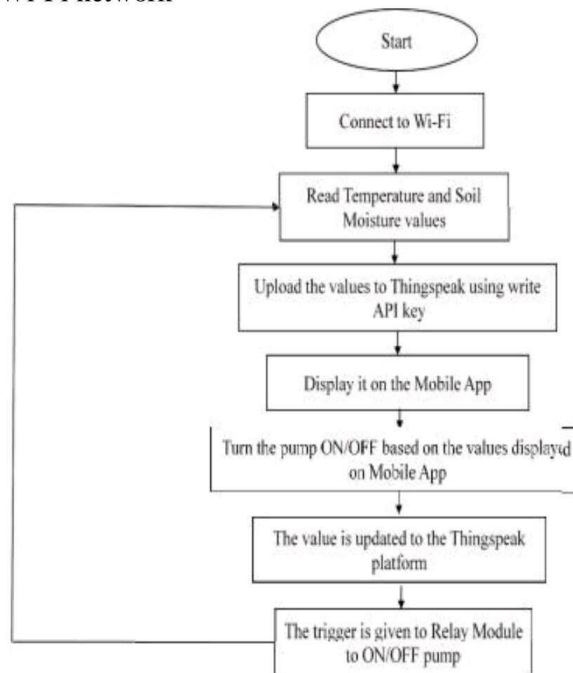 Wi-Fi network
Start
Connect to Wi-Fi
Read Temperature and Soil
Moisture values
Upload the values to Thingspeak using write
API key
Display it on the Mobile App
Turn the pump ON/OFF based on the values displayed
on Mobile App
The value is updated to the Thingspeak
platform
The trigger is given to Relay Module
to ON/OFF pump